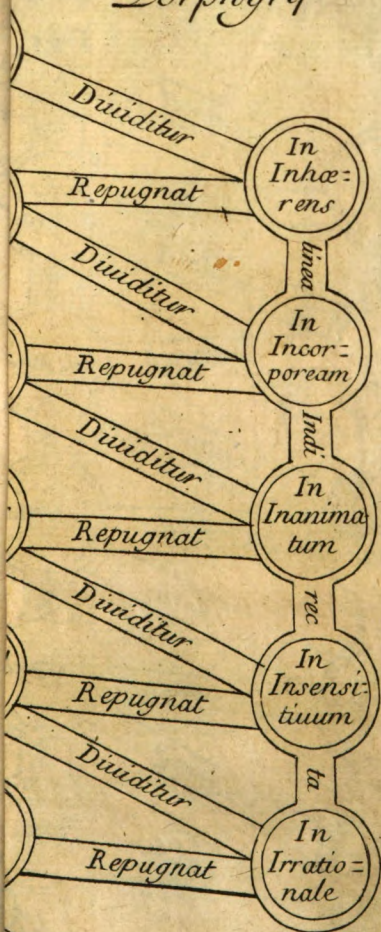 Porphyrij
Diuiditur
In
Inhæ=
rens
Repugnat
linea
Diuiditur
In
Incor=
poream
Repugnat
Indi
Diuiditur
In
Inanima
tum
Repugnat
rec
Diuiditur
In
Insensi=
tiuum
Repugnat
ta
Diuiditur
In
Irratio=
nale
Repugnat